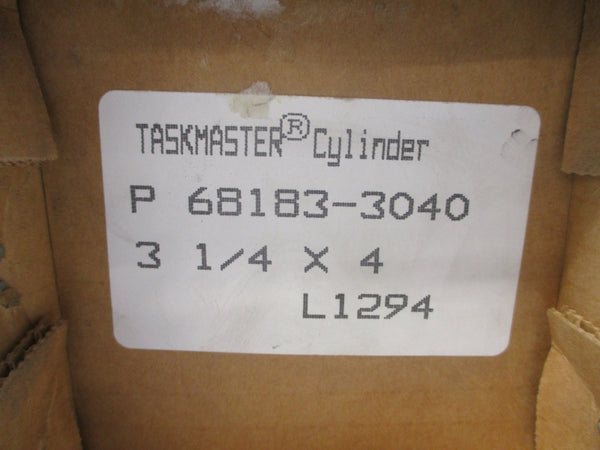 TASKMASTER® Cylinder
P 68183-3040
3 1/4 X 4
L1294